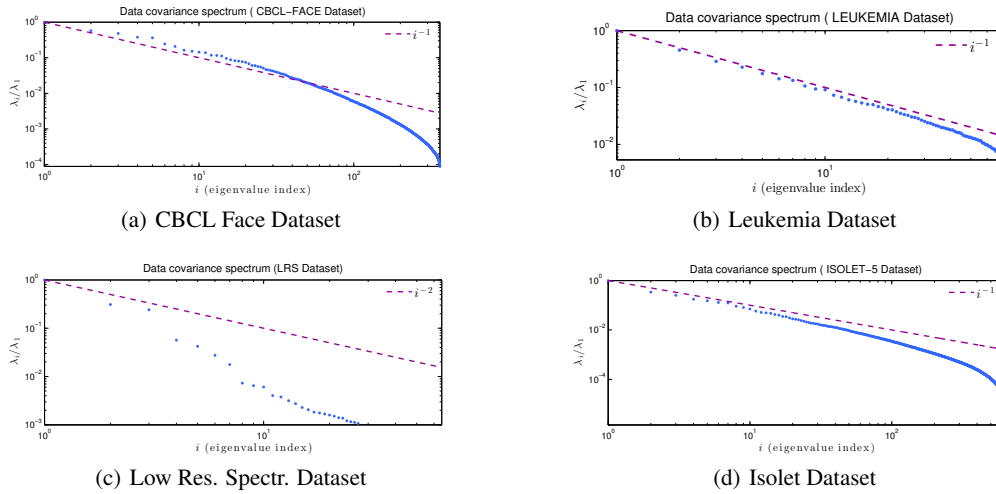 Data covariance spectrum ( CBCL−FACE Dataset)
10^0
10^{-1}
10^{-2}
10^{-3}
10^{-4}
λ_i/λ_1
i^{-1}
10^0
10^1
10^2
i (eigenvalue index)
(a) CBCL Face Dataset
Data covariance spectrum ( LEUKEMIA Dataset)
10^0
10^{-1}
10^{-2}
λ_i/λ_1
i^{-1}
10^0
10^1
i (eigenvalue index)
(b) Leukemia Dataset
Data covariance spectrum (LRS Dataset)
10^0
10^{-1}
10^{-2}
10^{-3}
λ_i/λ_1
i^{-2}
10^0
10^1
i (eigenvalue index)
(c) Low Res. Spectr. Dataset
Data covariance spectrum ( ISOLET−5 Dataset)
10^0
10^{-2}
10^{-4}
λ_i/λ_1
i^{-1}
10^0
10^1
10^2
i (eigenvalue index)
(d) Isolet Dataset